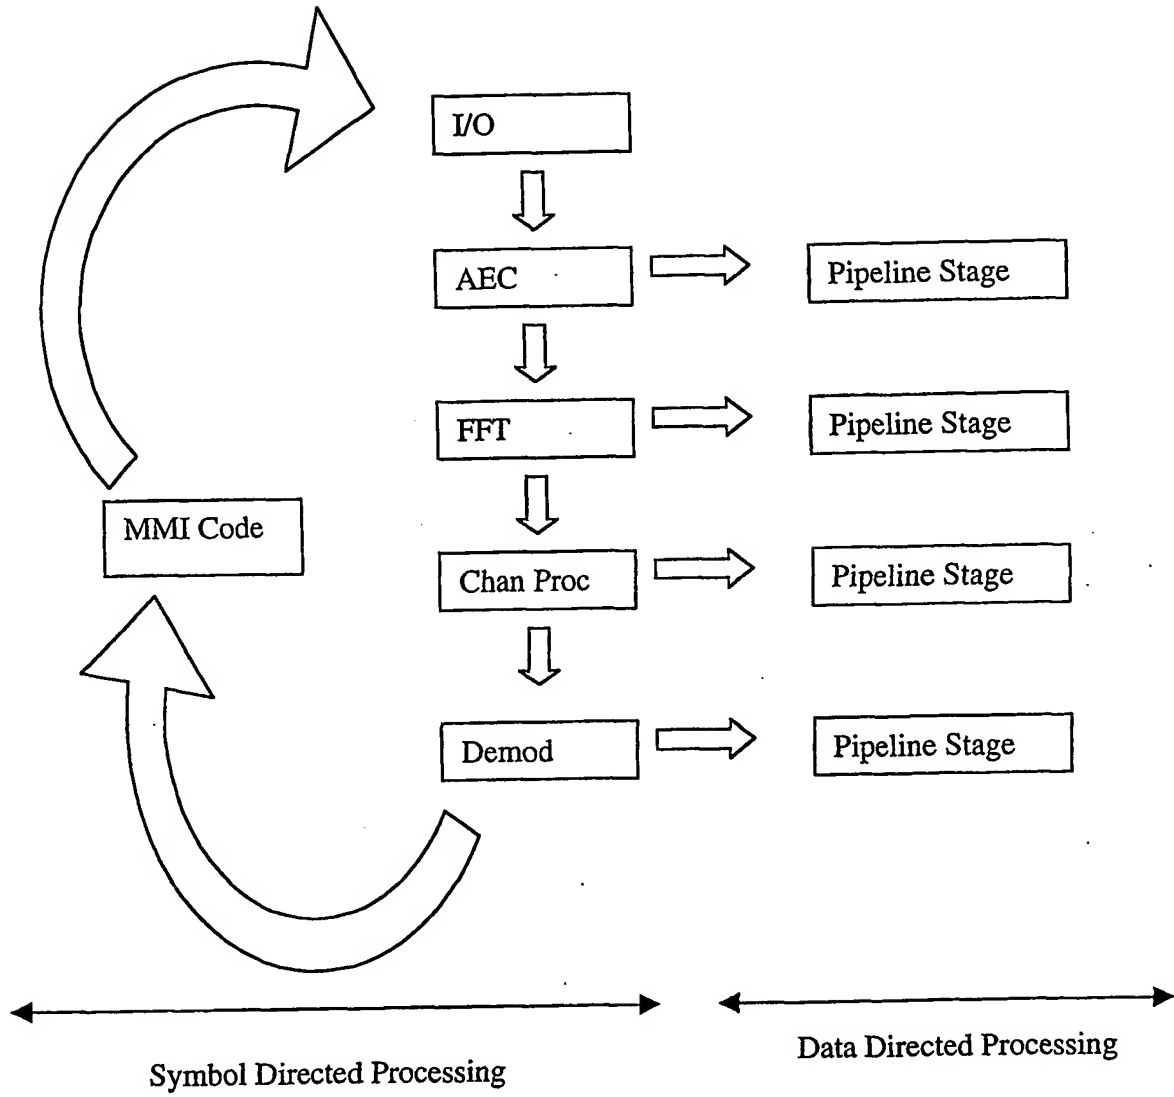 I/O
AEC
Pipeline Stage
FFT
Pipeline Stage
MMI Code
Chan Proc
Pipeline Stage
Demod
Pipeline Stage
Symbol Directed Processing
Data Directed Processing